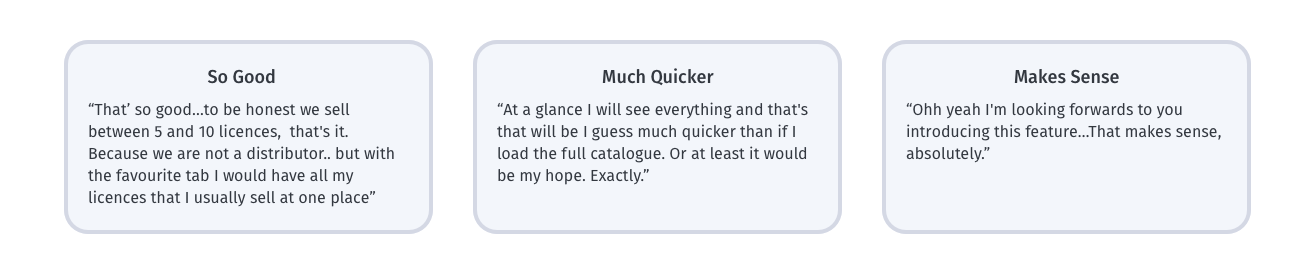 So Good
“That’ so good...to be honest we sell
between 5 and 10 licences,  that's it.
Because we are not a distributor.. but with
the favourite tab I would have all my
licences that I usually sell at one place”
Much Quicker
“At a glance I will see everything and that's
that will be I guess much quicker than if I
load the full catalogue. Or at least it would
be my hope. Exactly.”
Makes Sense
“Ohh yeah I'm looking forwards to you
introducing this feature...That makes sense,
absolutely.”